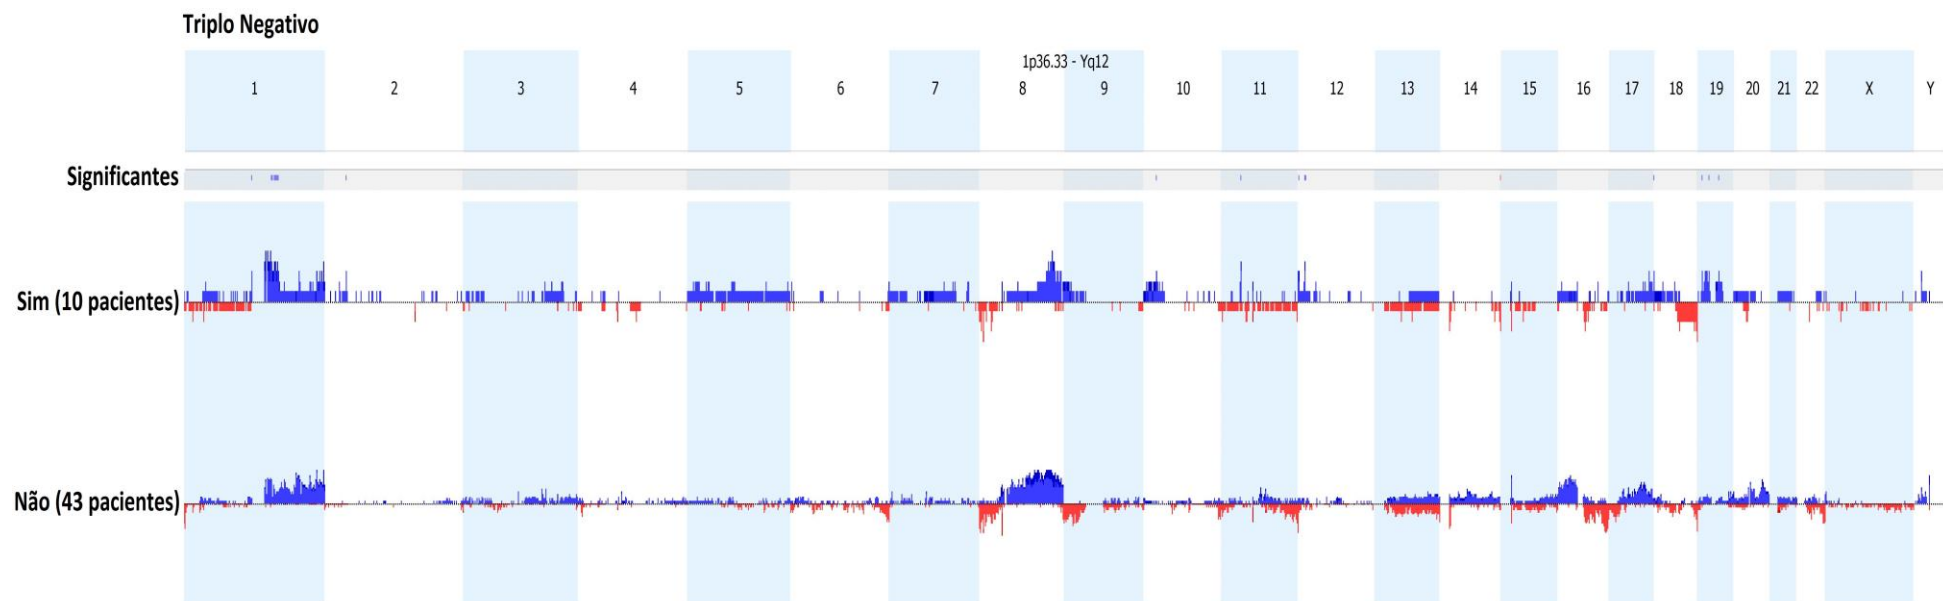 Triplo Negativo
1p36.33 - Yq12
1 2 3 4 5 6 7 8 9 10 11 12 13 14 15 16 17 18 19 20 21 22 X Y
Significantes
Sim (10 pacientes)
Não (43 pacientes)